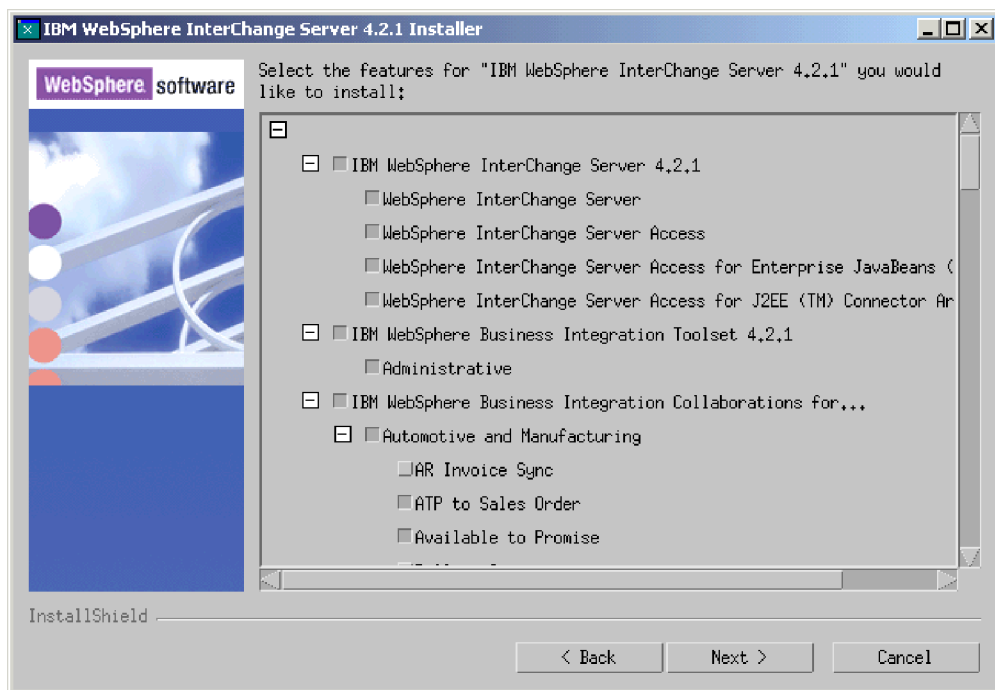 IBM WebSphere InterChange Server 4.2.1 Installer
WebSphere. software
Select the features for "IBM WebSphere InterChange Server 4.2.1" you would
like to install:
IBM WebSphere InterChange Server 4.2.1
WebSphere InterChange Server
WebSphere InterChange Server Access
WebSphere InterChange Server Access for Enterprise JavaBeans (
WebSphere InterChange Server Access for J2EE (TM) Connector Ar
IBM WebSphere Business Integration Toolset 4.2.1
Administrative
IBM WebSphere Business Integration Collaborations for...
Automotive and Manufacturing
AR Invoice Sync
ATP to Sales Order
Available to Promise
InstallShield
< Back
Next >
Cancel